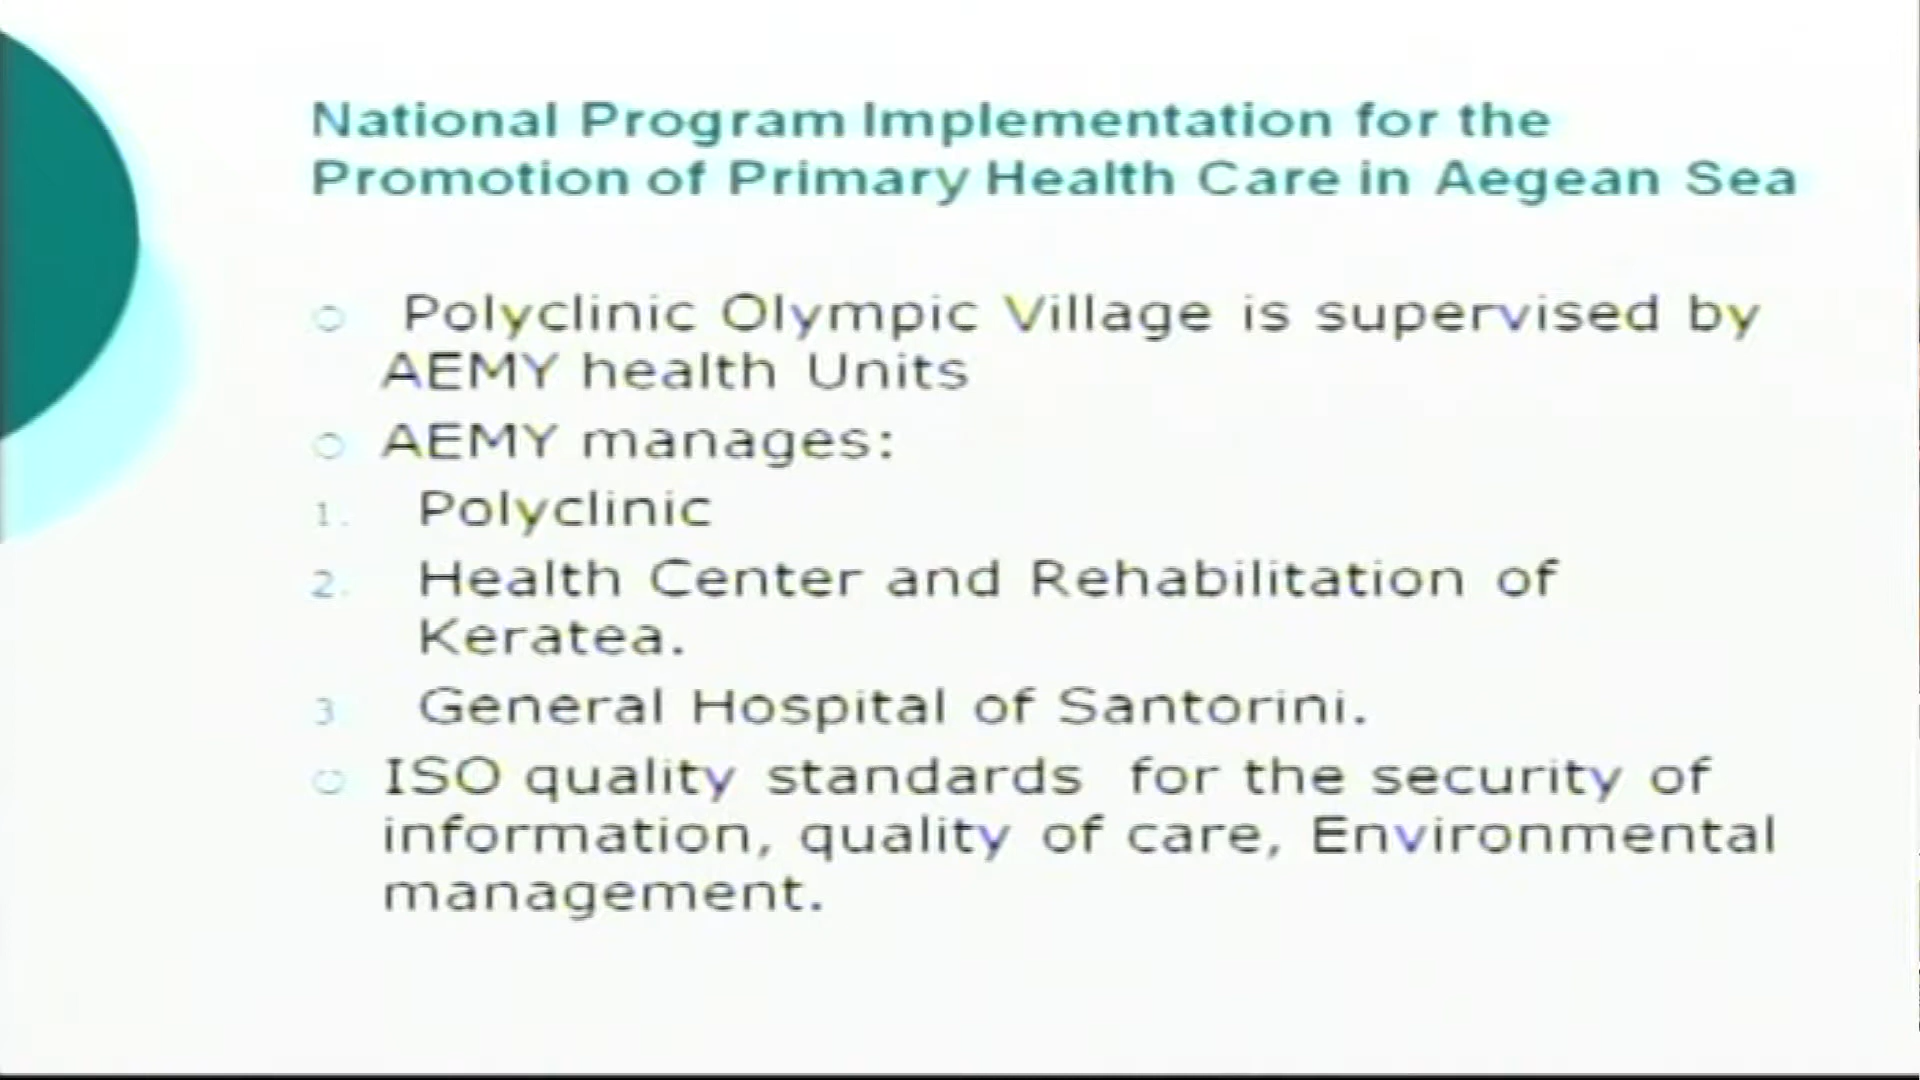 National Program Implementation for the
Promotion of Primary Health Care in Aegean Sea
Polyclinic Olympic Village is supervised by
AEMY health Units
AEMY manages:
1. Polyclinic
2. Health Center and Rehabilitation of
Keratea.
3 General Hospital of Santorini.
ISO quality standards for the security of
information, quality of care, Environmental
management.